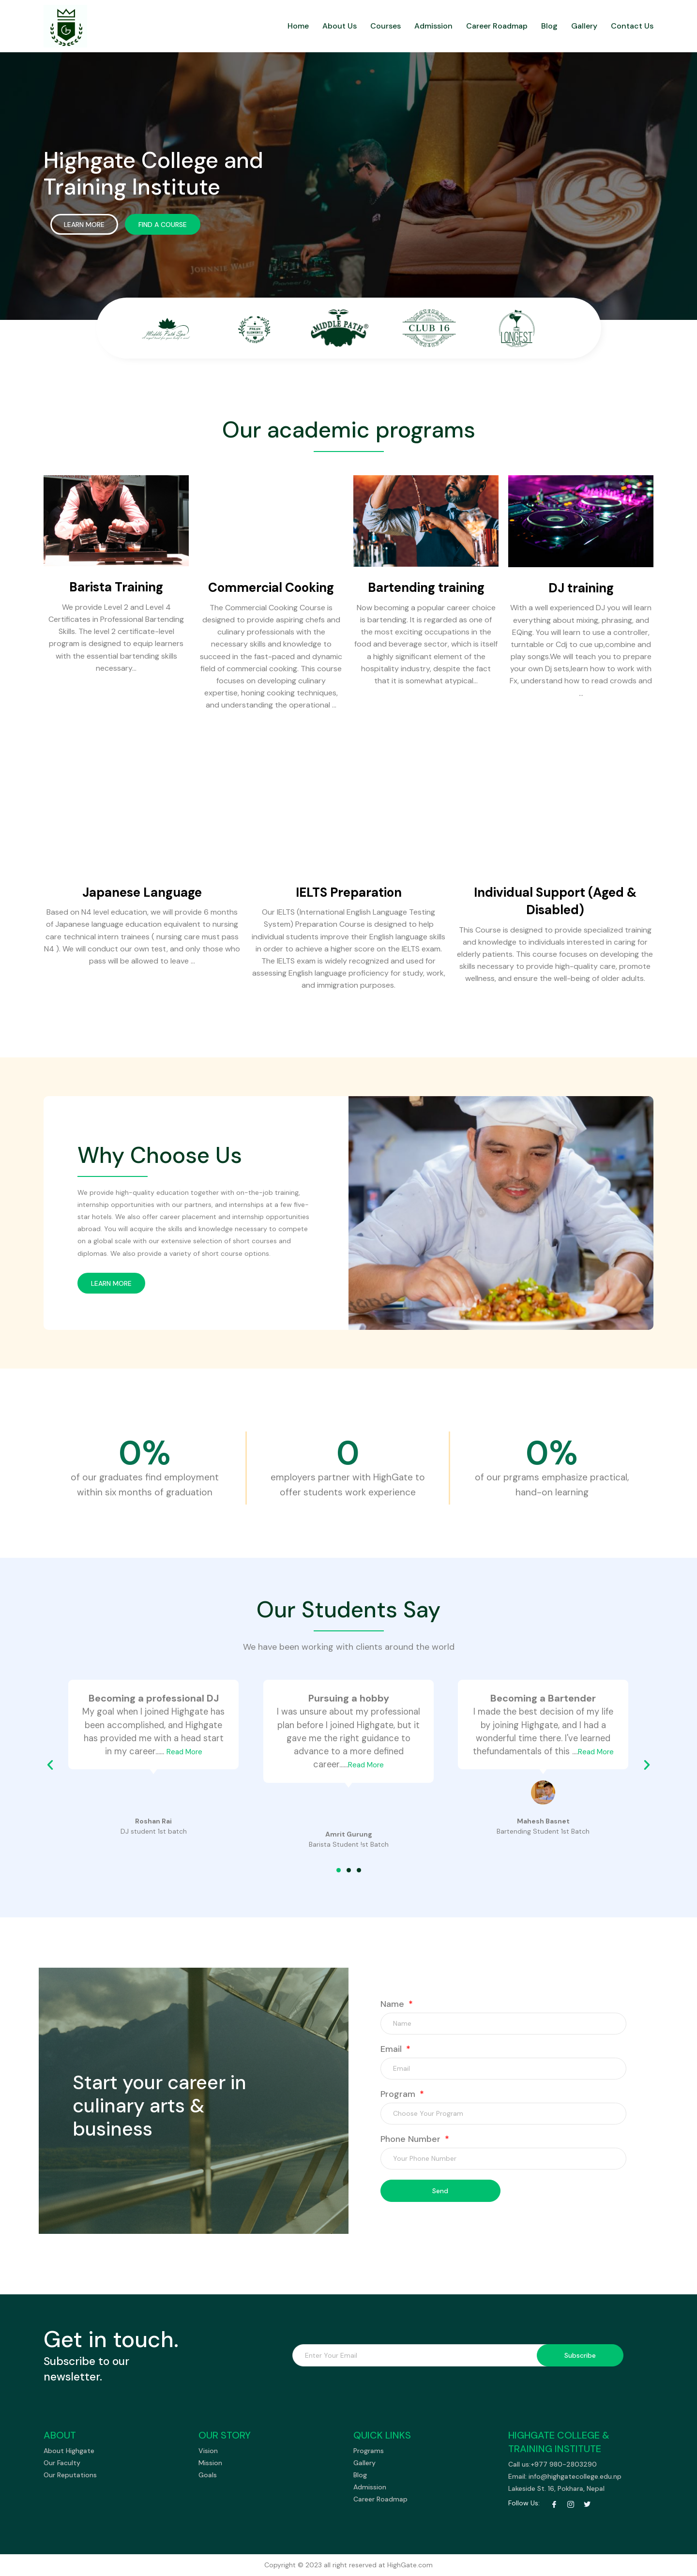 Home About Us Courses Admission Career Roadmap Blog Gallery Contact Us
Highgate College and
Training Institute
LEARN MORE FIND A COURSE
JOHNNIE WALKER
Middle Path Spa
MIDDLE PATH
CLUB 16
LONGEST
BAR
Our academic programs
Barista Training
We provide Level 2 and Level 4
Certificates in Professional Bartending
Skills. The level 2 certificate-level
program is designed to equip learners
with the essential bartending skills
necessary...
Commercial Cooking
The Commercial Cooking Course is
designed to provide aspiring chefs and
culinary professionals with the
necessary skills and knowledge to
succeed in the fast-paced and dynamic
field of commercial cooking. This course
focuses on developing culinary
expertise, honing cooking techniques,
and understanding the operational ...
Bartending training
Now becoming a popular career choice
is bartending. It is regarded as one of
the most exciting occupations in the
food and beverage sector, which is itself
a highly significant element of the
hospitality industry, despite the fact
that it is somewhat atypical...
DJ training
With a well experienced DJ you will learn
everything about mixing, phrasing, and
EQing. You will learn to use a controller,
turntable or Cdj to cue up,combine and
play songs.We will teach you to prepare
your own Dj sets,learn how to work with
Fx, understand how to read crowds and
...
Japanese Language
Based on N4 level education, we will provide 6 months
of Japanese language education equivalent to nursing
care technical intern trainees ( nursing care must pass
N4 ). We will conduct our own test, and only those who
pass will be allowed to leave ...
IELTS Preparation
Our IELTS (International English Language Testing
System) Preparation Course is designed to help
individual students improve their English language skills
in order to achieve a higher score on the IELTS exam.
The IELTS exam is widely recognized and used for
assessing English language proficiency for study, work,
and immigration purposes.
Individual Support (Aged &
Disabled)
This Course is designed to provide specialized training
and knowledge to individuals interested in caring for
elderly patients. This course focuses on developing the
skills necessary to provide high-quality care, promote
wellness, and ensure the well-being of older adults.
Why Choose Us
We provide high-quality education together with on-the-job training,
internship opportunities with our partners, and internships at a few five-
star hotels. We also offer career placement and internship opportunities
abroad. You will acquire the skills and knowledge necessary to compete
on a global scale with our extensive selection of short courses and
diplomas. We also provide a variety of short course options.
LEARN MORE
0%
of our graduates find employment
within six months of graduation
0
employers partner with HighGate to
offer students work experience
0%
of our prgrams emphasize practical,
hand-on learning
Our Students Say
We have been working with clients around the world
Becoming a professional DJ
My goal when I joined Highgate has
been accomplished, and Highgate
has provided me with a head start
in my career..... Read More
Roshan Rai
DJ student 1st batch
Pursuing a hobby
I was unsure about my professional
plan before I joined Highgate, but it
gave me the right guidance to
advance to a more defined
career.....Read More
Amrit Gurung
Barista Student !st Batch
Becoming a Bartender
I made the best decision of my life
by joining Highgate, and I had a
wonderful time there. I've learned
thefundamentals of this ....Read More
Mahesh Basnet
Bartending Student 1st Batch
Start your career in
culinary arts &
business
Name *
Name
Email *
Email
Program *
Choose Your Program
Phone Number *
Your Phone Number
Send
Get in touch.
Subscribe to our
newsletter.
Enter Your Email Subscribe
ABOUT
About Highgate
Our Faculty
Our Reputations
OUR STORY
Vision
Mission
Goals
QUICK LINKS
Programs
Gallery
Blog
Admission
Career Roadmap
HIGHGATE COLLEGE &
TRAINING INSTITUTE
Call us:+977 980-2803290
Email: info@highgatecollege.edu.np
Lakeside St. 16, Pokhara, Nepal
Follow Us:
Copyright © 2023 all right reserved at HighGate.com